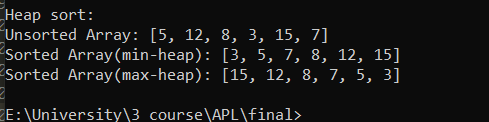 Heap sort:
Unsorted Array: [5, 12, 8, 3, 15, 7]
Sorted Array(min-heap): [3, 5, 7, 8, 12, 15]
Sorted Array(max-heap): [15, 12, 8, 7, 5, 3]
E:\University\3 course\APL\final>